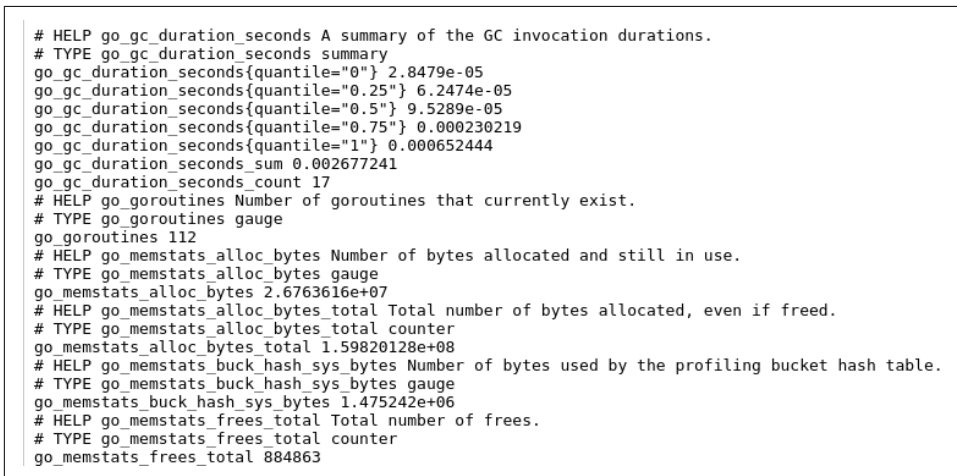 # HELP go_gc_duration_seconds A summary of the GC invocation durations.
# TYPE go_gc_duration_seconds summary
go_gc_duration_seconds{quantile="0"} 2.8479e-05
go_gc_duration_seconds{quantile="0.25"} 6.2474e-05
go_gc_duration_seconds{quantile="0.5"} 9.5289e-05
go_gc_duration_seconds{quantile="0.75"} 0.000230219
go_gc_duration_seconds{quantile="1"} 0.000652444
go_gc_duration_seconds_sum 0.002677241
go_gc_duration_seconds_count 17
# HELP go_goroutines Number of goroutines that currently exist.
# TYPE go_goroutines gauge
go_goroutines 112
# HELP go_memstats_alloc_bytes Number of bytes allocated and still in use.
# TYPE go_memstats_alloc_bytes gauge
go_memstats_alloc_bytes 2.6763616e+07
# HELP go_memstats_alloc_bytes_total Total number of bytes allocated, even if freed.
# TYPE go_memstats_alloc_bytes_total counter
go_memstats_alloc_bytes_total 1.59820128e+08
# HELP go_memstats_buck_hash_sys_bytes Number of bytes used by the profiling bucket hash table.
# TYPE go_memstats_buck_hash_sys_bytes gauge
go_memstats_buck_hash_sys_bytes 1.475242e+06
# HELP go_memstats_frees_total Total number of frees.
# TYPE go_memstats_frees_total counter
go_memstats_frees_total 884863